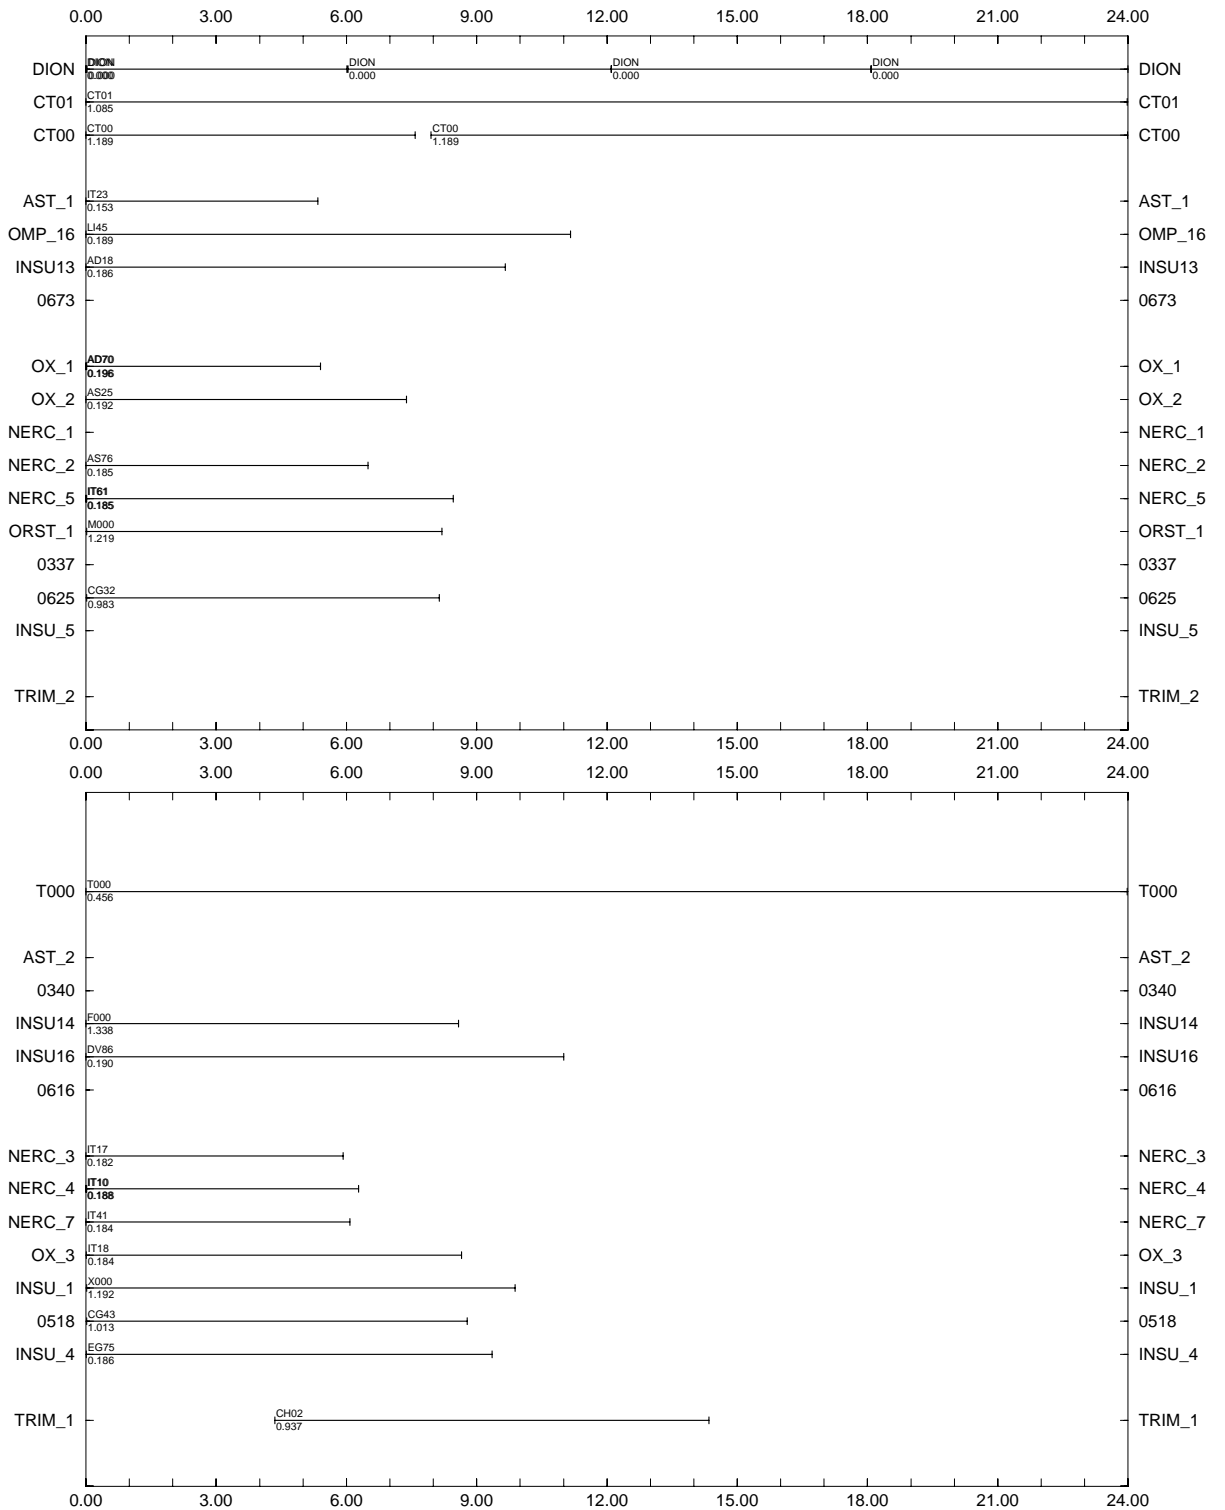 0.00 3.00 6.00 9.00 12.00 15.00 18.00 21.00 24.00
DION DION 0.000 DION 0.000 DION 0.000 DION 0.000 DION
CT01 CT01 1.085 CT01
CT00 CT00 1.189 CT00 1.189 CT00
AST_1 IT23 0.153 AST_1
OMP_16 LI45 0.189 OMP_16
INSU13 AD18 0.186 INSU13
0673 0673
OX_1 AD70 0.196 OX_1
OX_2 AS25 0.192 OX_2
NERC_1 NERC_1
NERC_2 AS76 0.185 NERC_2
NERC_5 IT61 0.185 NERC_5
ORST_1 M000 1.219 ORST_1
0337 0337
0625 CG32 0.983 0625
INSU_5 INSU_5
TRIM_2 TRIM_2
0.00 3.00 6.00 9.00 12.00 15.00 18.00 21.00 24.00
0.00 3.00 6.00 9.00 12.00 15.00 18.00 21.00 24.00
T000 T000 0.456 T000
AST_2 AST_2
0340 0340
INSU14 F000 1.338 INSU14
INSU16 DV86 0.190 INSU16
0616 0616
NERC_3 IT17 0.182 NERC_3
NERC_4 IT10 0.188 NERC_4
NERC_7 IT41 0.184 NERC_7
OX_3 IT18 0.184 OX_3
INSU_1 X000 1.192 INSU_1
0518 CG43 1.013 0518
INSU_4 EG75 0.186 INSU_4
TRIM_1 CH02 0.937 TRIM_1
0.00 3.00 6.00 9.00 12.00 15.00 18.00 21.00 24.00